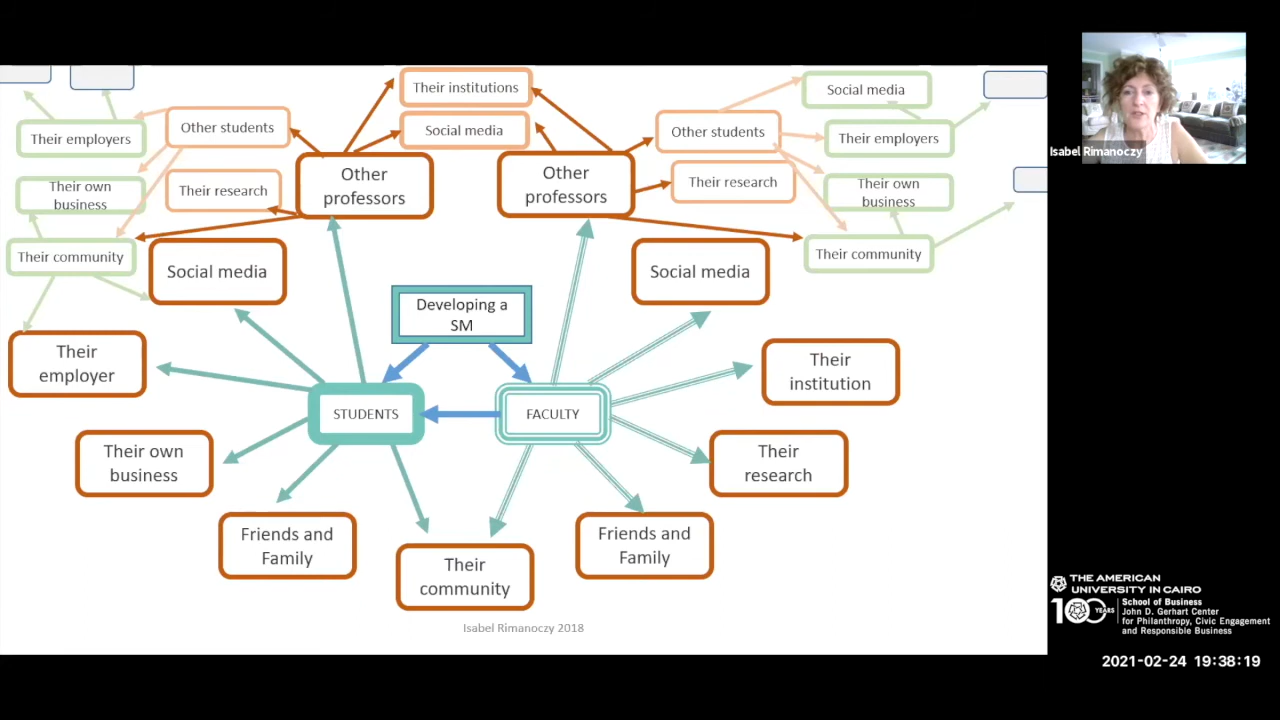 Their institutions
Social media
Other students
Their employers
Their own
business
Their research
Their community
Other
professors
Other
professors
Other students
Their research
Social media
Their employers
Their own
business
Their community
Social media
Social media
Developing a
SM
Their
employer
STUDENTS
FACULTY
Their
institution
Their own
business
Their
research
Friends and
Family
Their
community
Friends and
Family
Isabel Rimanoczy 2018
Isabel Rimanoczy
THE AMERICAN
UNIVERSITY IN CAIRO
100 YEARS
School of Business
John D. Gerhart Center
for Philanthropy, Civic Engagement
and Responsible Business
2021-02-24 19:38:19